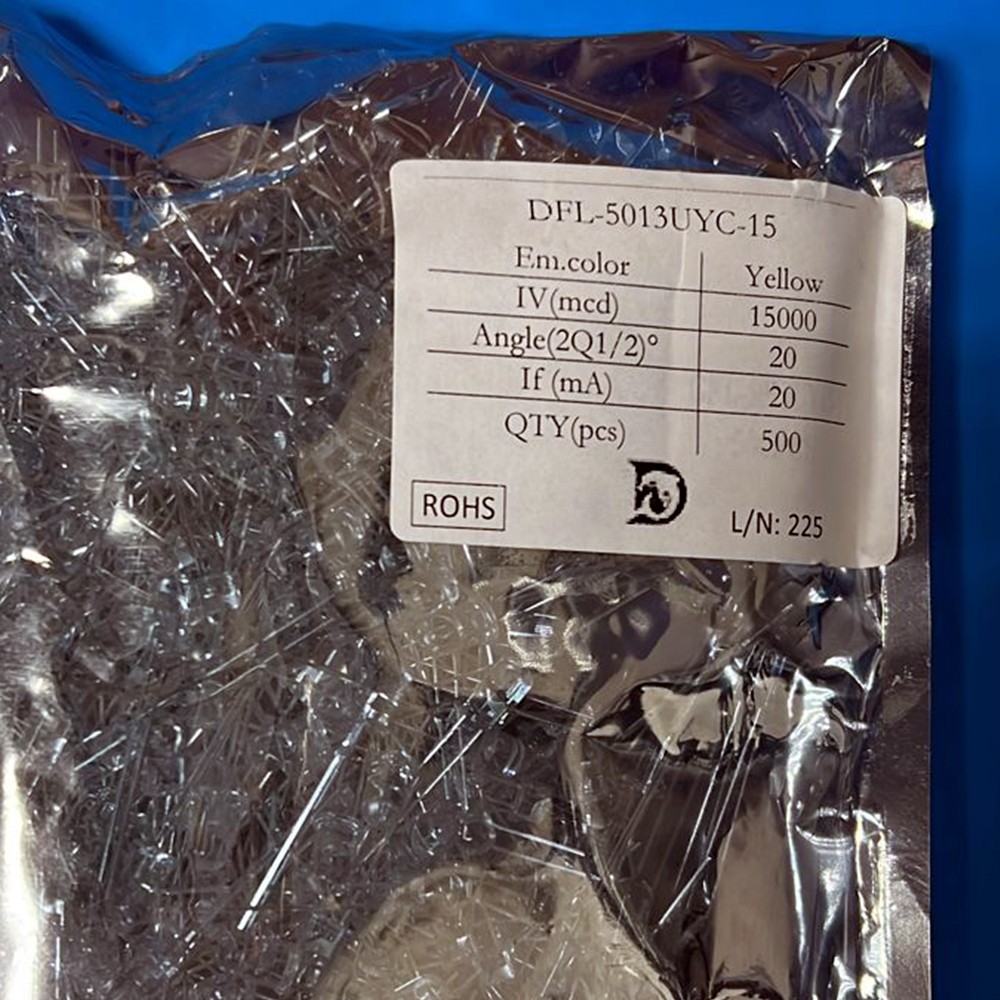 DFL-5013UYC-15
Em.color Yellow
IV(mcd) 15000
Angle(2Q1/2)° 20
If (mA) 20
QTY(pcs) 500
ROHS
L/N: 225